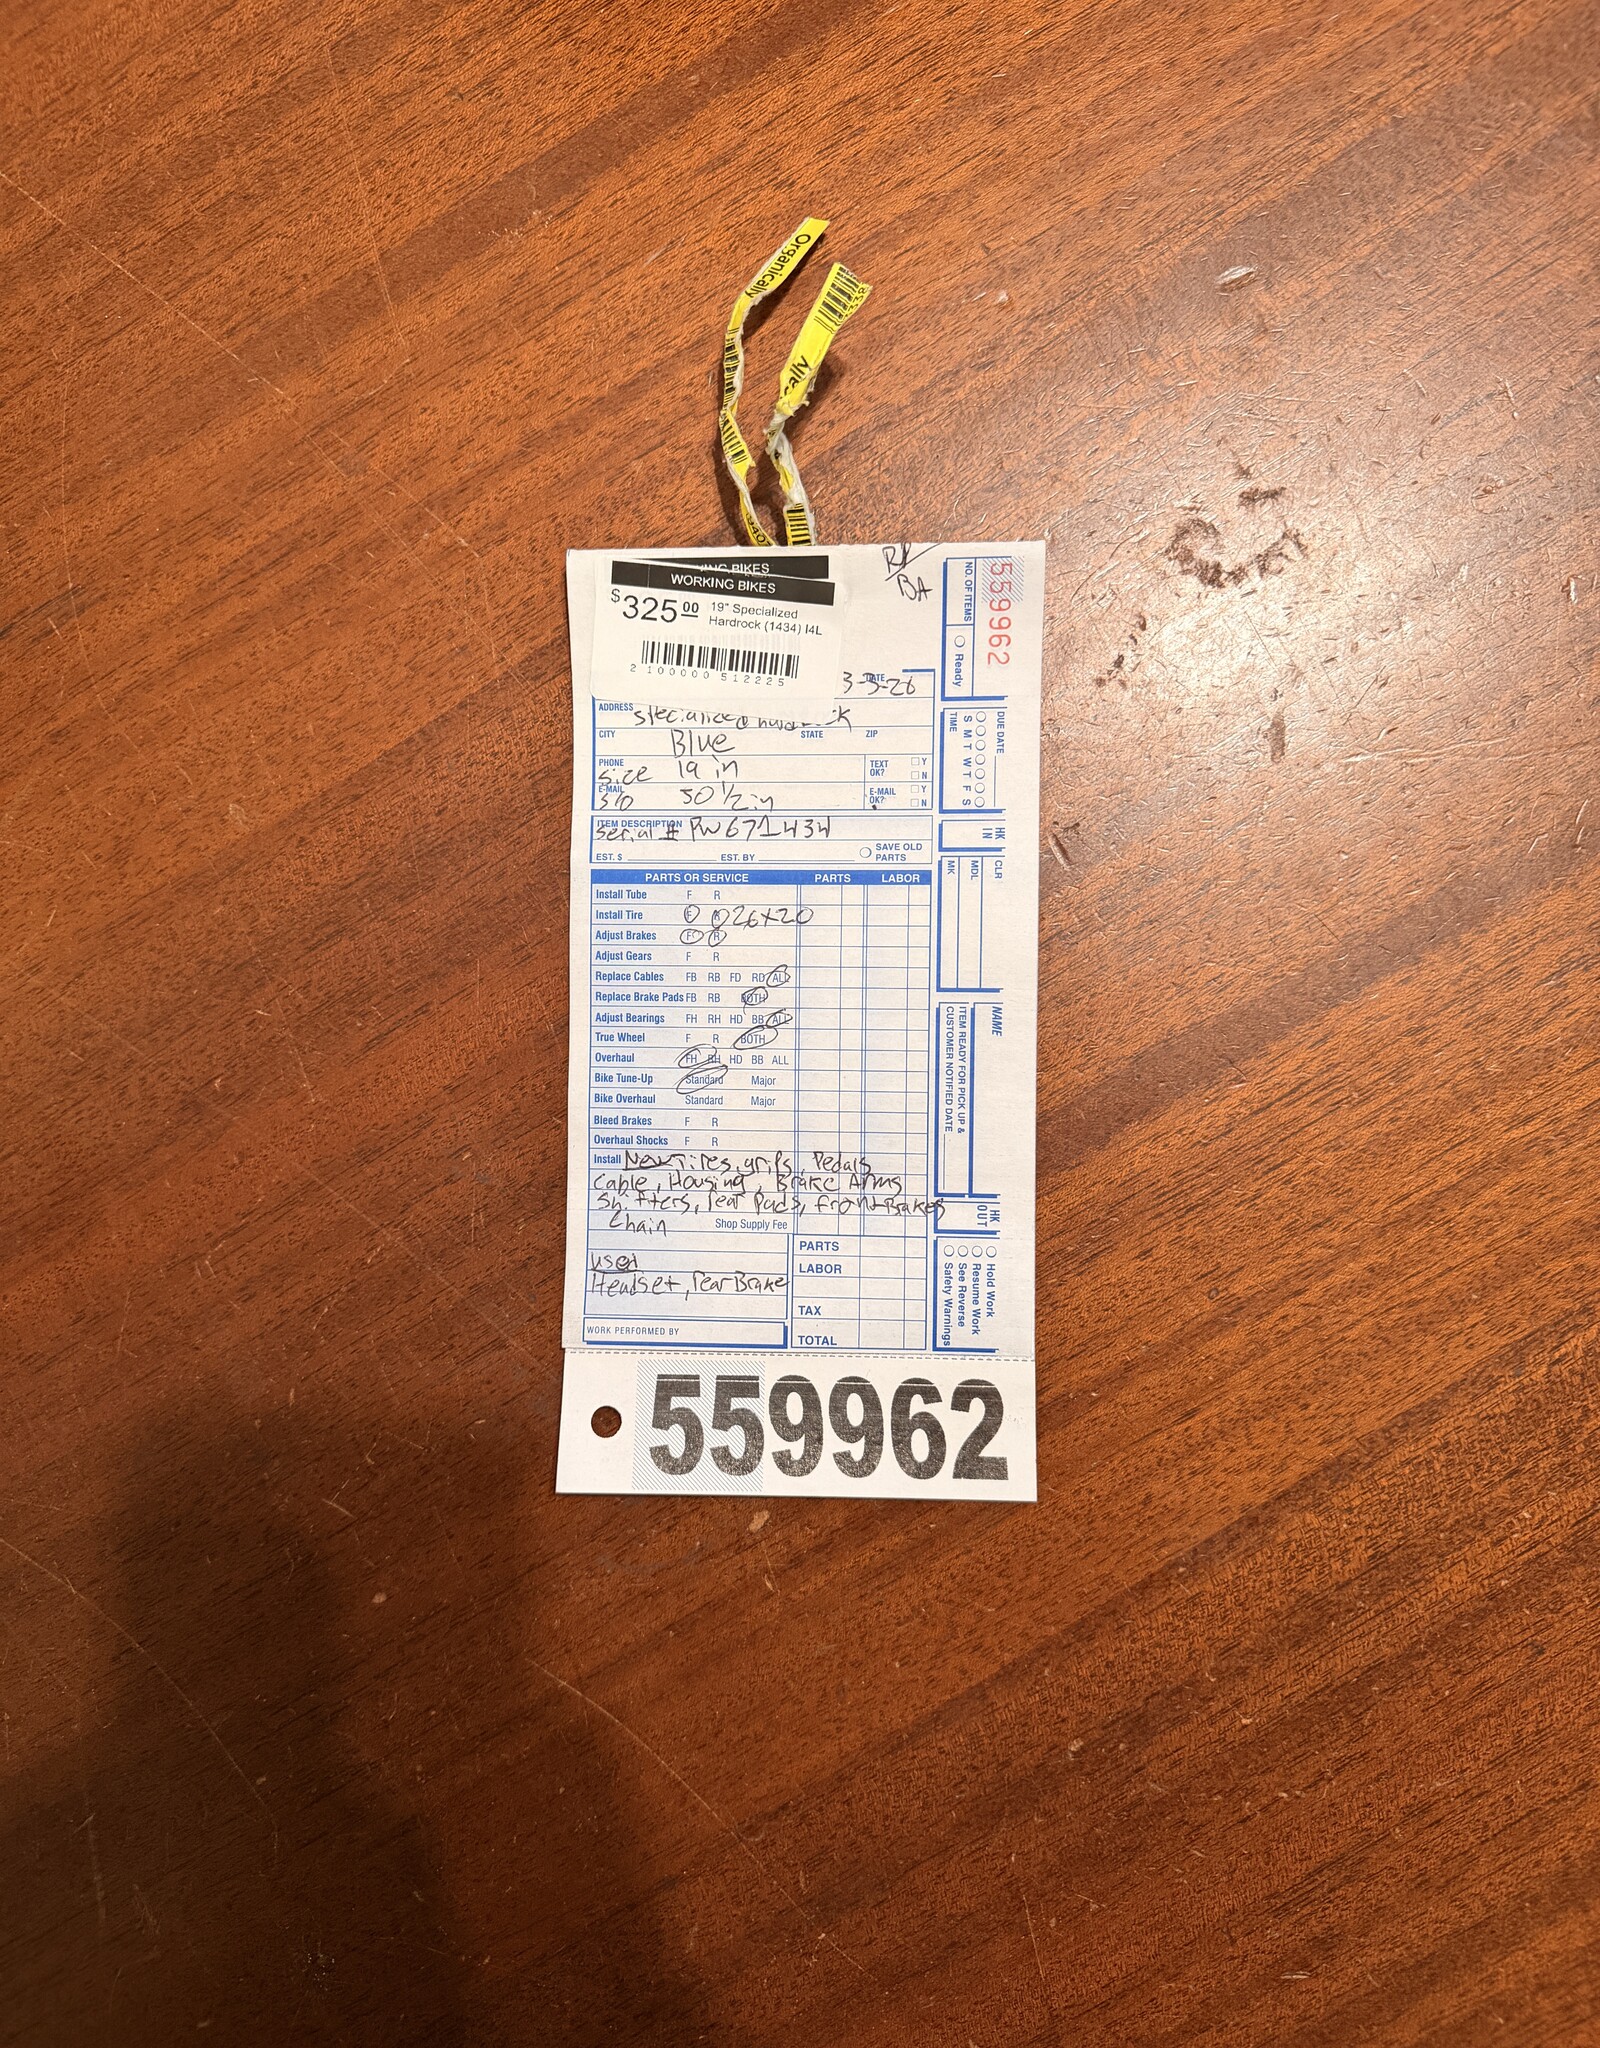 Organically
cally
WORKING BIKES
WORKING BIKES
$325.00 19" Specialized
Hardrock (1434) I4L
2 100000 512225
BA
559962
NO. OF ITEMS
Ready
DATE 3-3-26
ADDRESS Specialized hardrock
CITY Blue STATE ZIP
PHONE Size 19 in TEXT OK? Y N
E-MAIL S/O 30 1/2 in E-MAIL OK? Y N
ITEM DESCRIPTION
Serial #
EST. $ EST. BY SAVE OLD PARTS
PARTS OR SERVICE PARTS LABOR
Install Tube F R
Install Tire F R 26x20
Adjust Brakes F R
Adjust Gears F R
Replace Cables FB RB FD RD ALL
Replace Brake Pads FB RB BOTH
Adjust Bearings FH RH HD BB ALL
True Wheel F R BOTH
Overhaul FH RH HD BB ALL
Bike Tune-Up Standard Major
Bike Overhaul Standard Major
Bleed Brakes F R
Overhaul Shocks F R
Install New Tires, grips, Pedals
Cable, Housing, Brake Arms
Shifters, rear Pads, front Brakes
Chain Shop Supply Fee
used
Headset, rear Brake
PARTS
LABOR
TAX
TOTAL
WORK PERFORMED BY
DUE DATE
S M T W T F S
TIME
HK IN
CLR
MDL
MK
NAME
ITEM READY FOR PICK UP &
CUSTOMER NOTIFIED DATE
HK OUT
Hold Work
Resume Work
See Reverse
Safety Warnings
559962